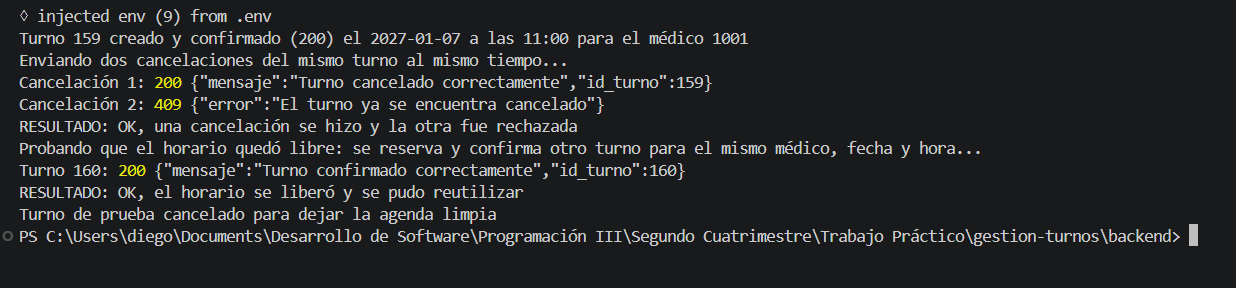 ◊ injected env (9) from .env
Turno 159 creado y confirmado (200) el 2027-01-07 a las 11:00 para el médico 1001
Enviando dos cancelaciones del mismo turno al mismo tiempo...
Cancelación 1: 200 {"mensaje":"Turno cancelado correctamente","id_turno":159}
Cancelación 2: 409 {"error":"El turno ya se encuentra cancelado"}
RESULTADO: OK, una cancelación se hizo y la otra fue rechazada
Probando que el horario quedó libre: se reserva y confirma otro turno para el mismo médico, fecha y hora...
Turno 160: 200 {"mensaje":"Turno confirmado correctamente","id_turno":160}
RESULTADO: OK, el horario se liberó y se pudo reutilizar
Turno de prueba cancelado para dejar la agenda limpia
PS C:\Users\diego\Documents\Desarrollo de Software\Programación III\Segundo Cuatrimestre\Trabajo Práctico\gestion-turnos\backend>